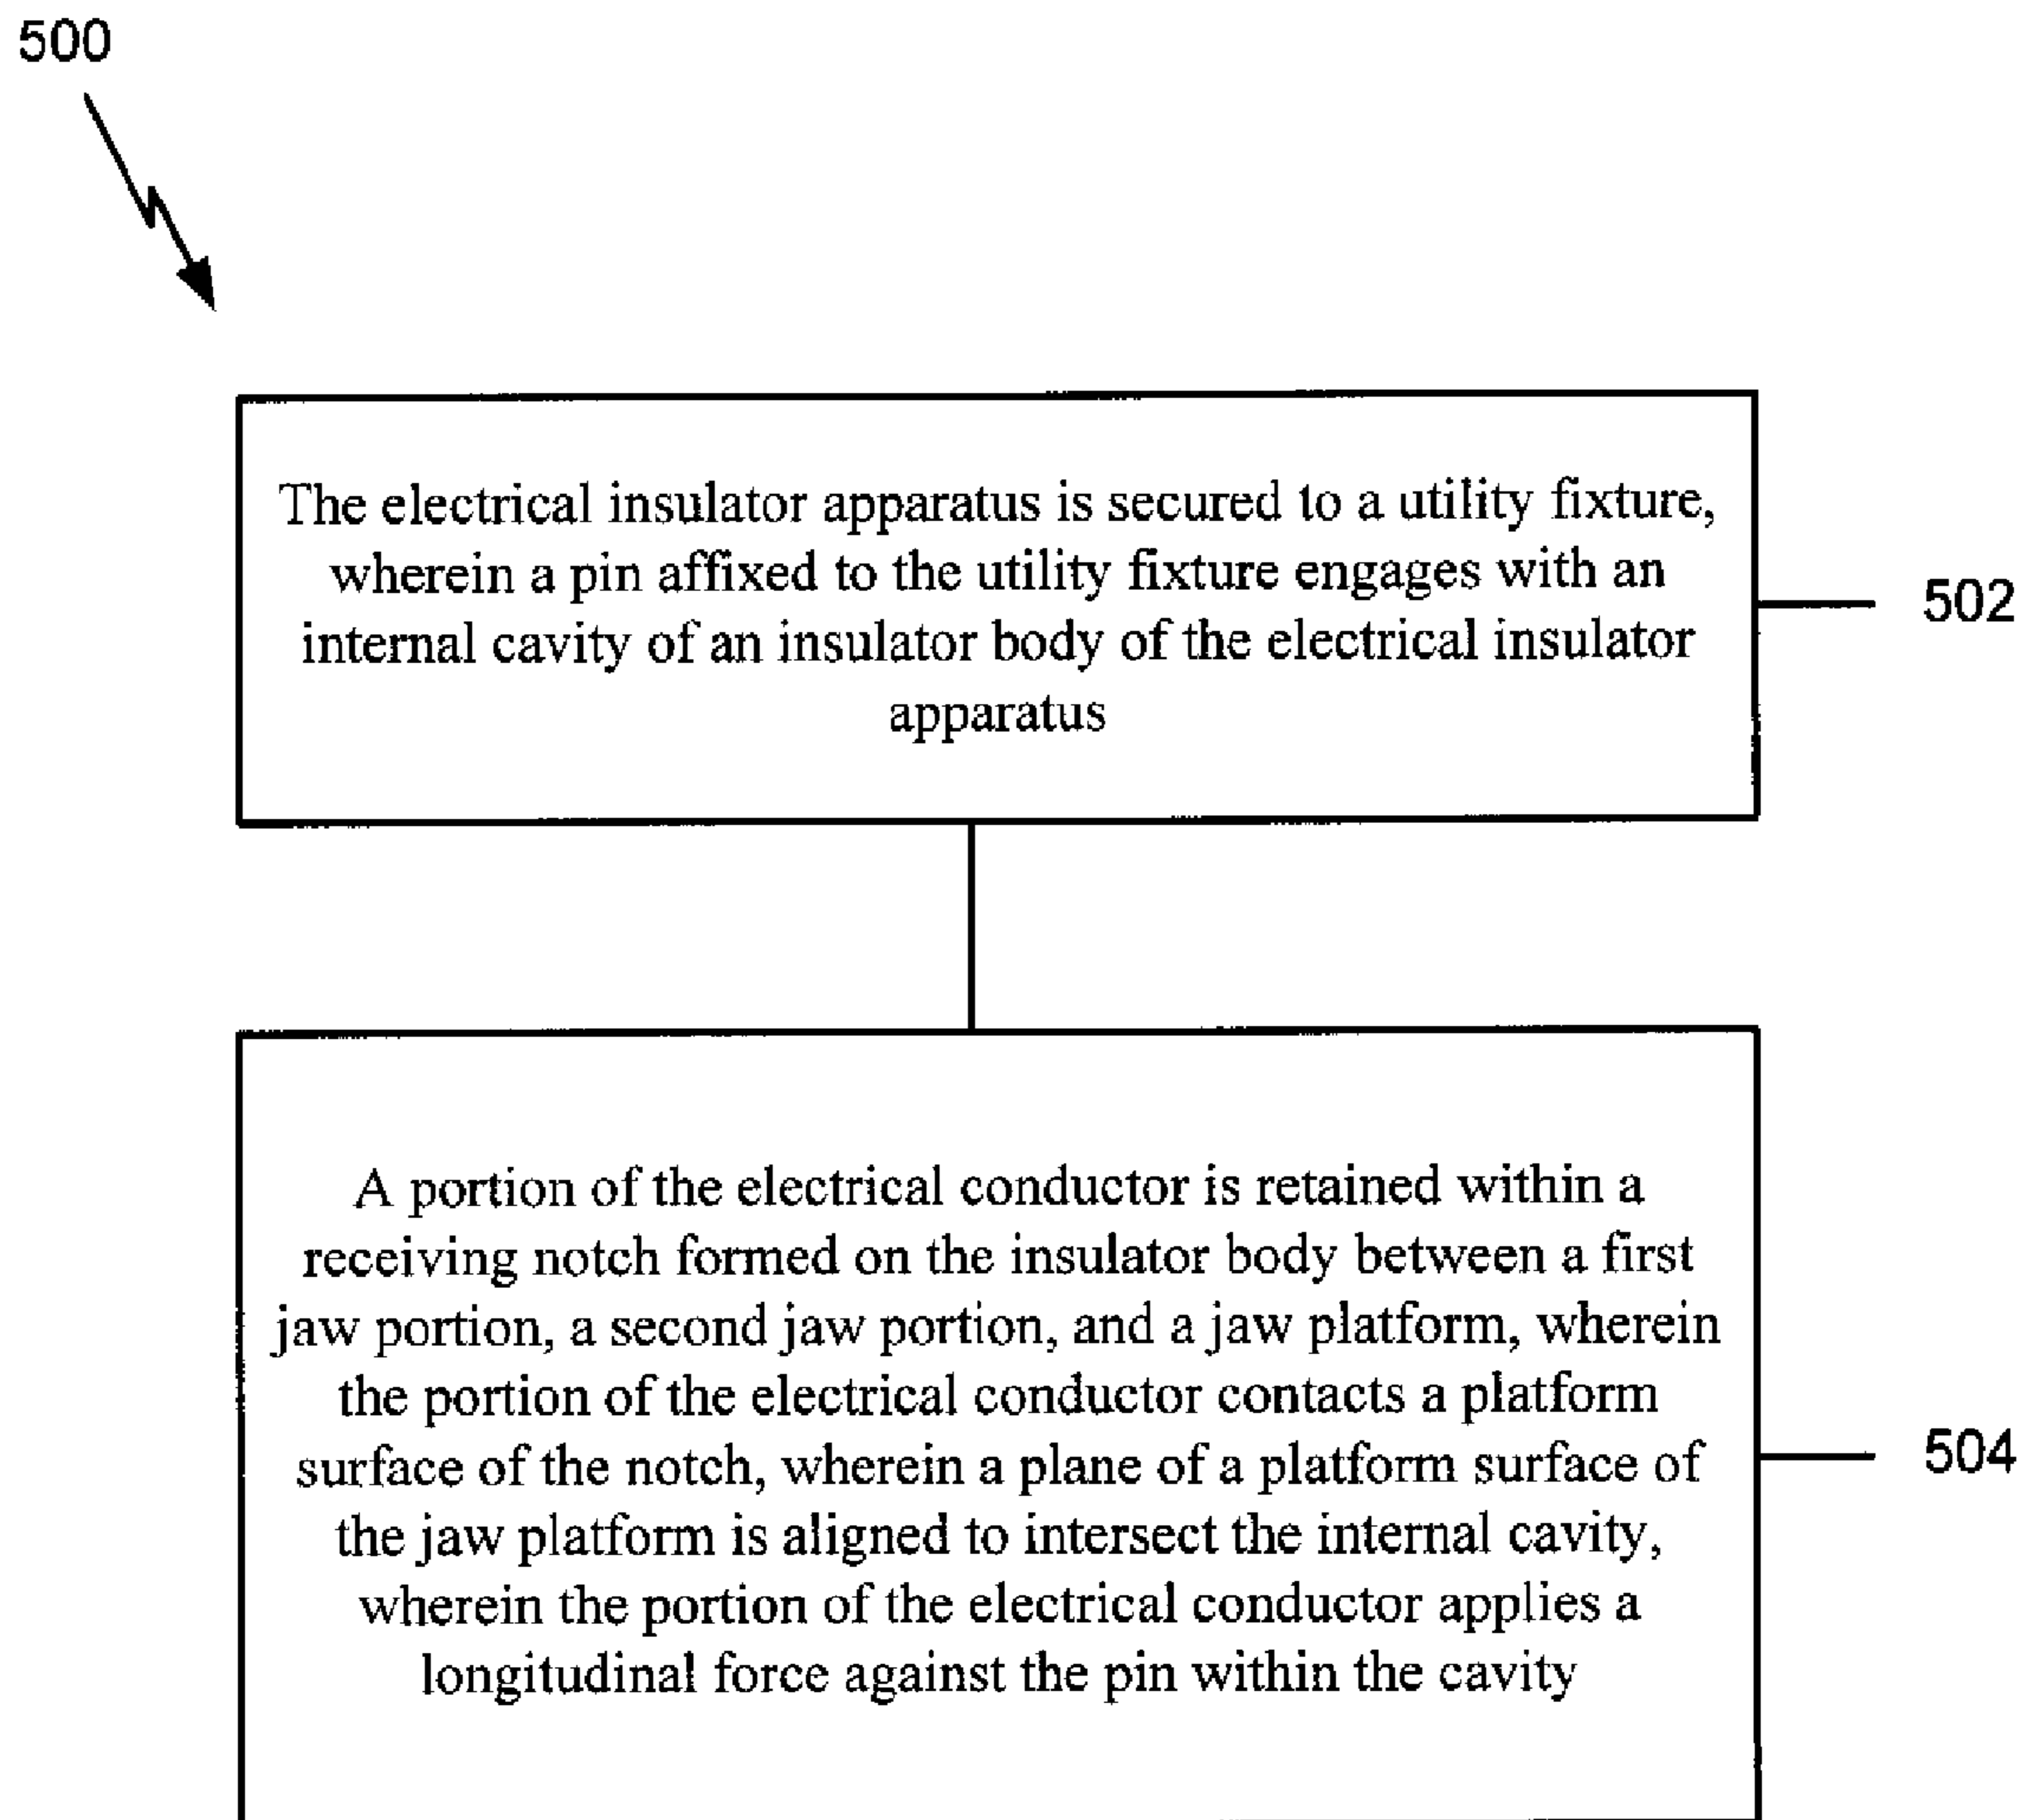 500
The electrical insulator apparatus is secured to a utility fixture,
wherein a pin affixed to the utility fixture engages with an
internal cavity of an insulator body of the electrical insulator
apparatus
502
A portion of the electrical conductor is retained within a
receiving notch formed on the insulator body between a first
jaw portion, a second jaw portion, and a jaw platform, wherein
the portion of the electrical conductor contacts a platform
surface of the notch, wherein a plane of a platform surface of
the jaw platform is aligned to intersect the internal cavity,
wherein the portion of the electrical conductor applies a
longitudinal force against the pin within the cavity
504